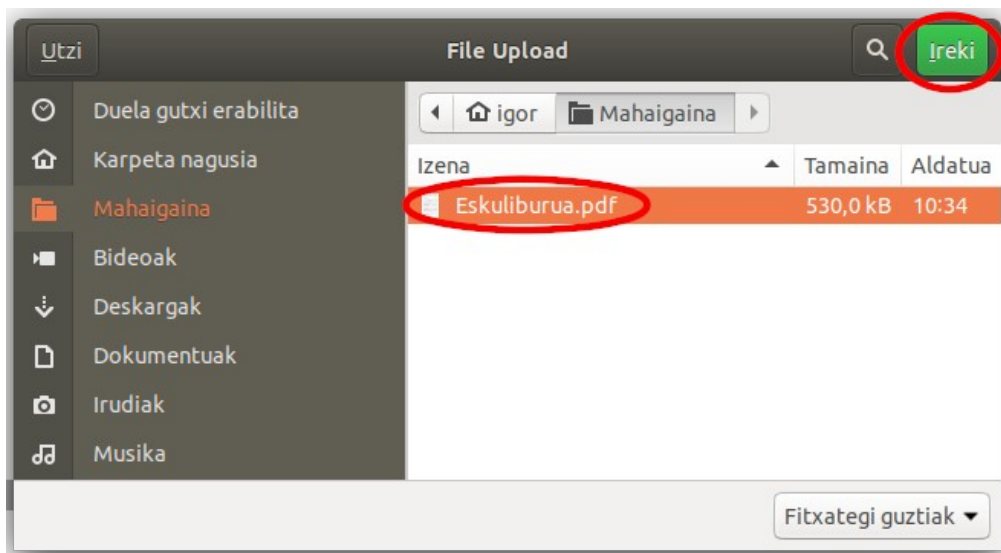 Utzi File Upload Ireki
Duela gutxi erabilita
igor Mahaigaina
Karpeta nagusia
Izena Tamaina Aldatua
Mahaigaina
Eskuliburua.pdf 530,0 kB 10:34
Bideoak
Deskargak
Dokumentuak
Irudiak
Musika
Fitxategi guztiak